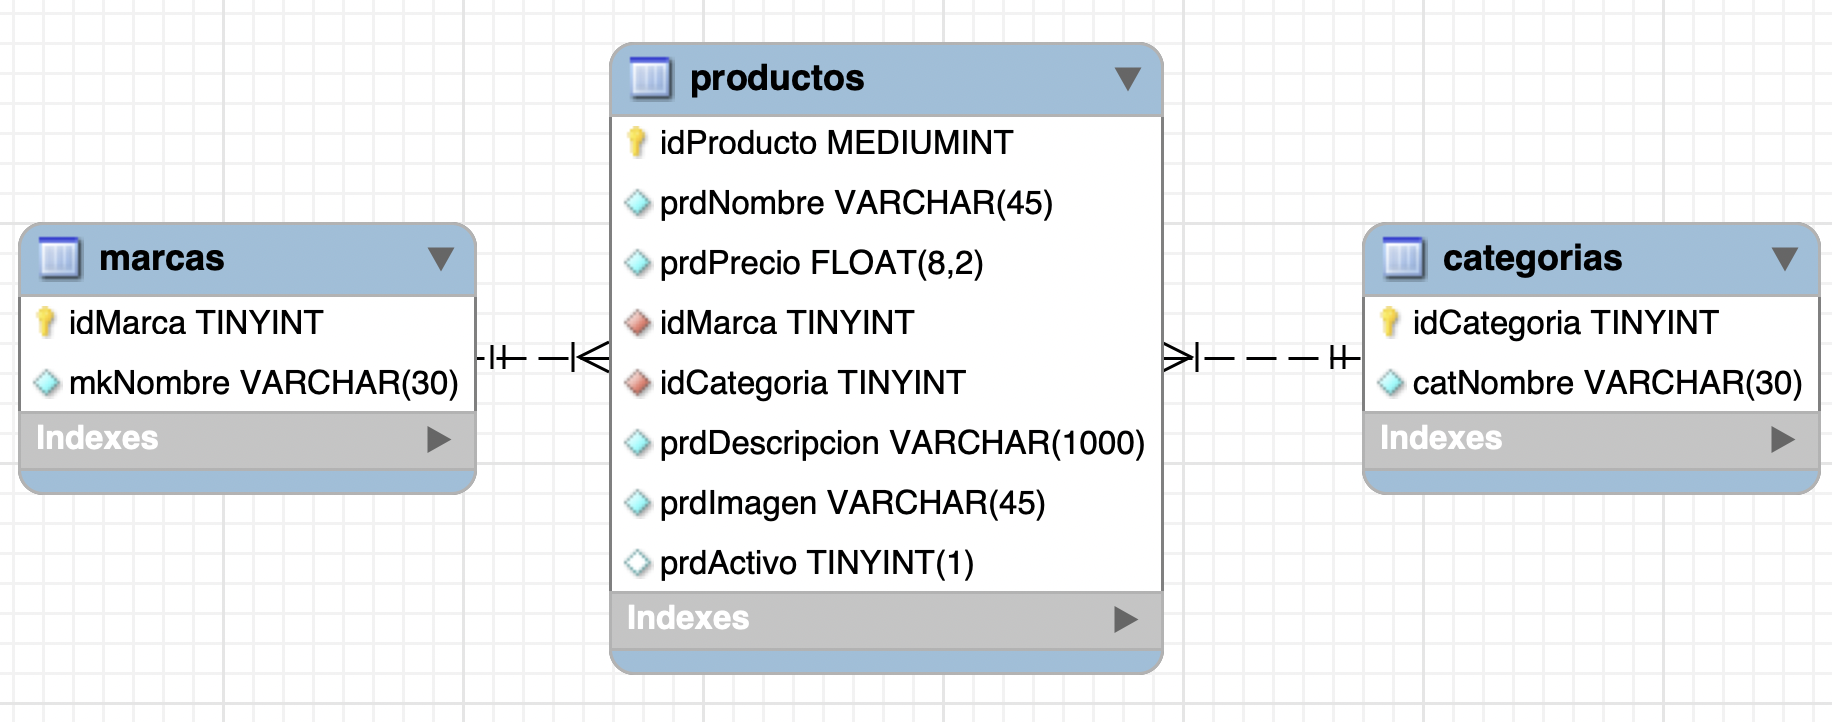 marcas
idMarca TINYINT
mkNombre VARCHAR(30)
Indexes
productos
idProducto MEDIUMINT
prdNombre VARCHAR(45)
prdPrecio FLOAT(8,2)
idMarca TINYINT
idCategoria TINYINT
prdDescripcion VARCHAR(1000)
prdImagen VARCHAR(45)
prdActivo TINYINT(1)
Indexes
categorias
idCategoria TINYINT
catNombre VARCHAR(30)
Indexes